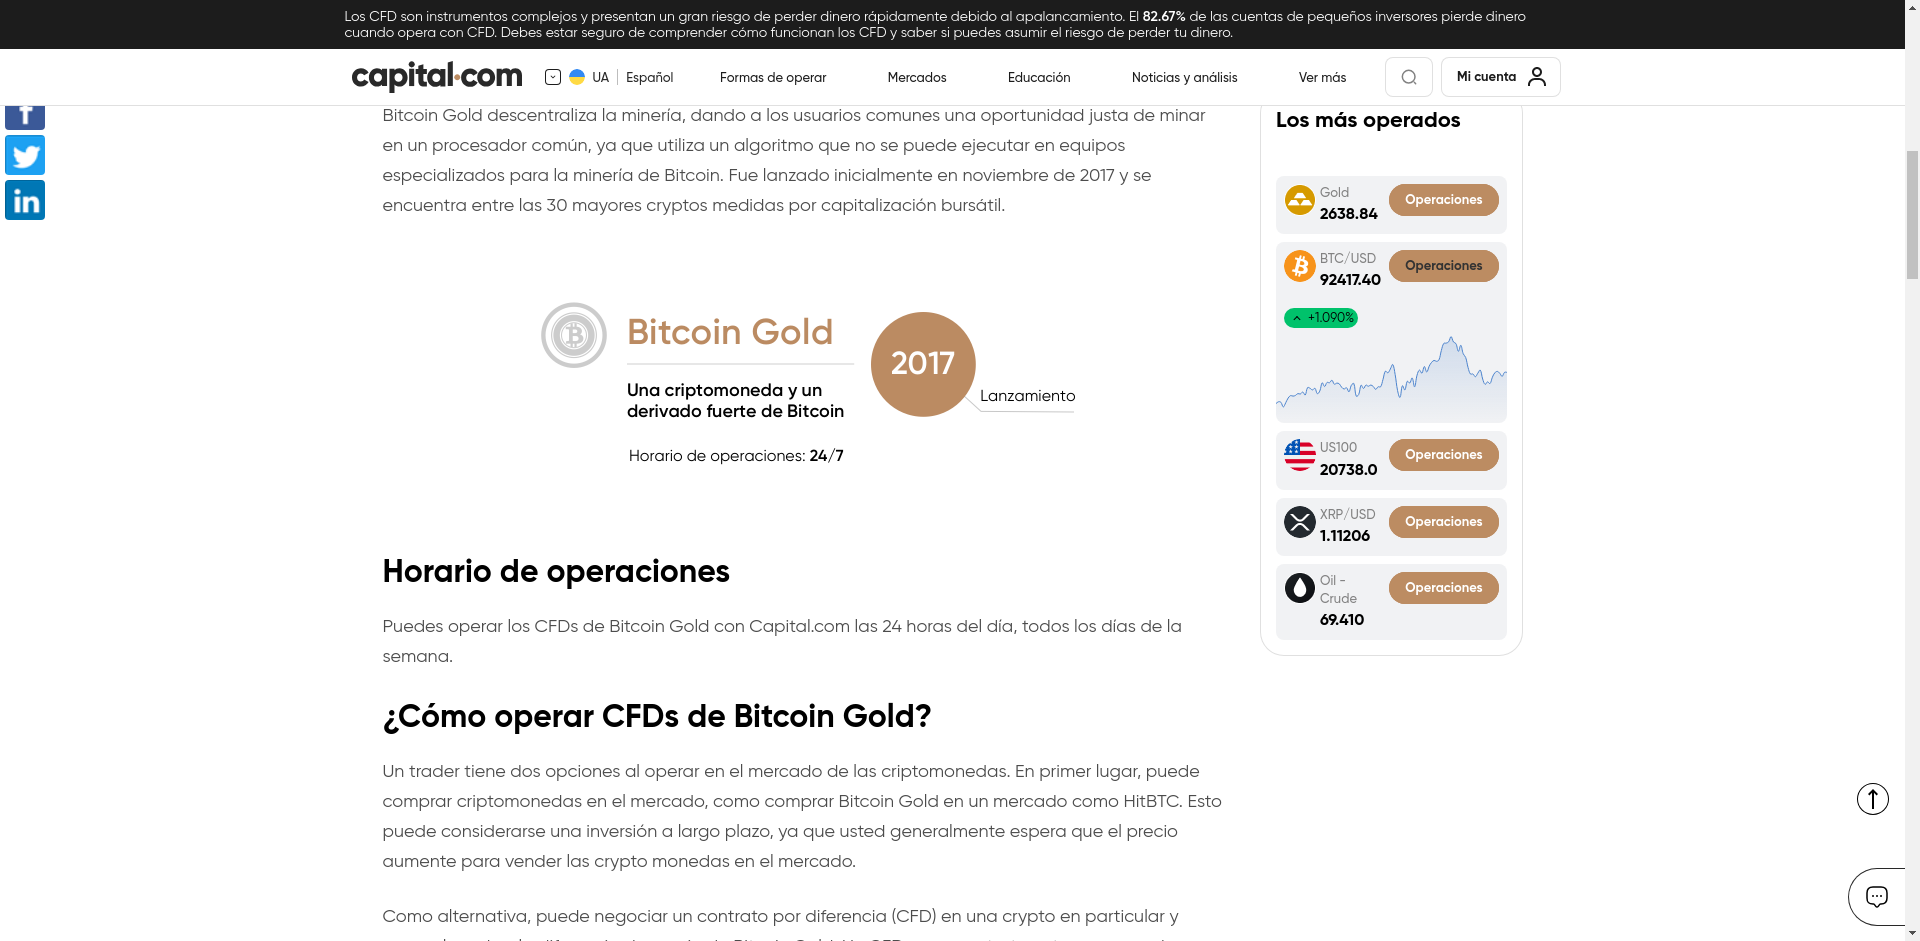 Los CFD son instrumentos complejos y presentan un gran riesgo de perder dinero rápidamente debido al apalancamiento. El 82.67% de las cuentas de pequeños inversores pierde dinero
cuando opera con CFD. Debes estar seguro de comprender cómo funcionan los CFD y saber si puedes asumir el riesgo de perder tu dinero.
capital.com
UA
Español
Formas de operar
Mercados
Educación
Noticias y análisis
Ver más
Mi cuenta
Bitcoin Gold descentraliza la minería, dando a los usuarios comunes una oportunidad justa de minar
en un procesador común, ya que utiliza un algoritmo que no se puede ejecutar en equipos
especializados para la minería de Bitcoin. Fue lanzado inicialmente en noviembre de 2017 y se
encuentra entre las 30 mayores cryptos medidas por capitalización bursátil.
Bitcoin Gold
Una criptomoneda y un
derivado fuerte de Bitcoin
Horario de operaciones: 24/7
2017
Lanzamiento
Horario de operaciones
Puedes operar los CFDs de Bitcoin Gold con Capital.com las 24 horas del día, todos los días de la
semana.
¿Cómo operar CFDs de Bitcoin Gold?
Un trader tiene dos opciones al operar en el mercado de las criptomonedas. En primer lugar, puede
comprar criptomonedas en el mercado, como comprar Bitcoin Gold en un mercado como HitBTC. Esto
puede considerarse una inversión a largo plazo, ya que usted generalmente espera que el precio
aumente para vender las crypto monedas en el mercado.
Como alternativa, puede negociar un contrato por diferencia (CFD) en una crypto en particular y
Los más operados
Gold
2638.84
Operaciones
BTC/USD
92417.40
Operaciones
+1.090%
US100
20738.0
Operaciones
XRP/USD
1.11206
Operaciones
Oil -
Crude
69.410
Operaciones